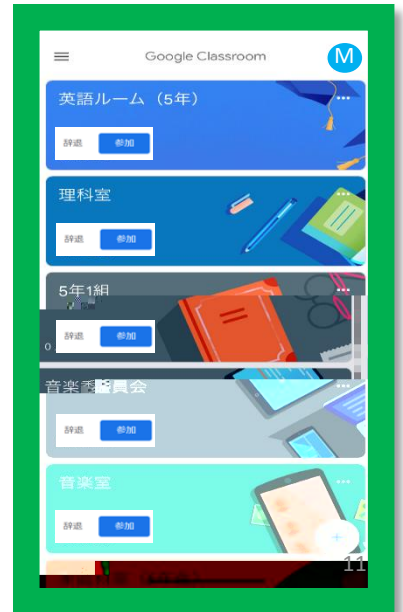 Google Classroom
M
英語ルーム（5年）
辞退 参加
理科室
辞退 参加
5年1組
辞退 参加
音楽委員会
辞退 参加
音楽室
辞退 参加
+
11